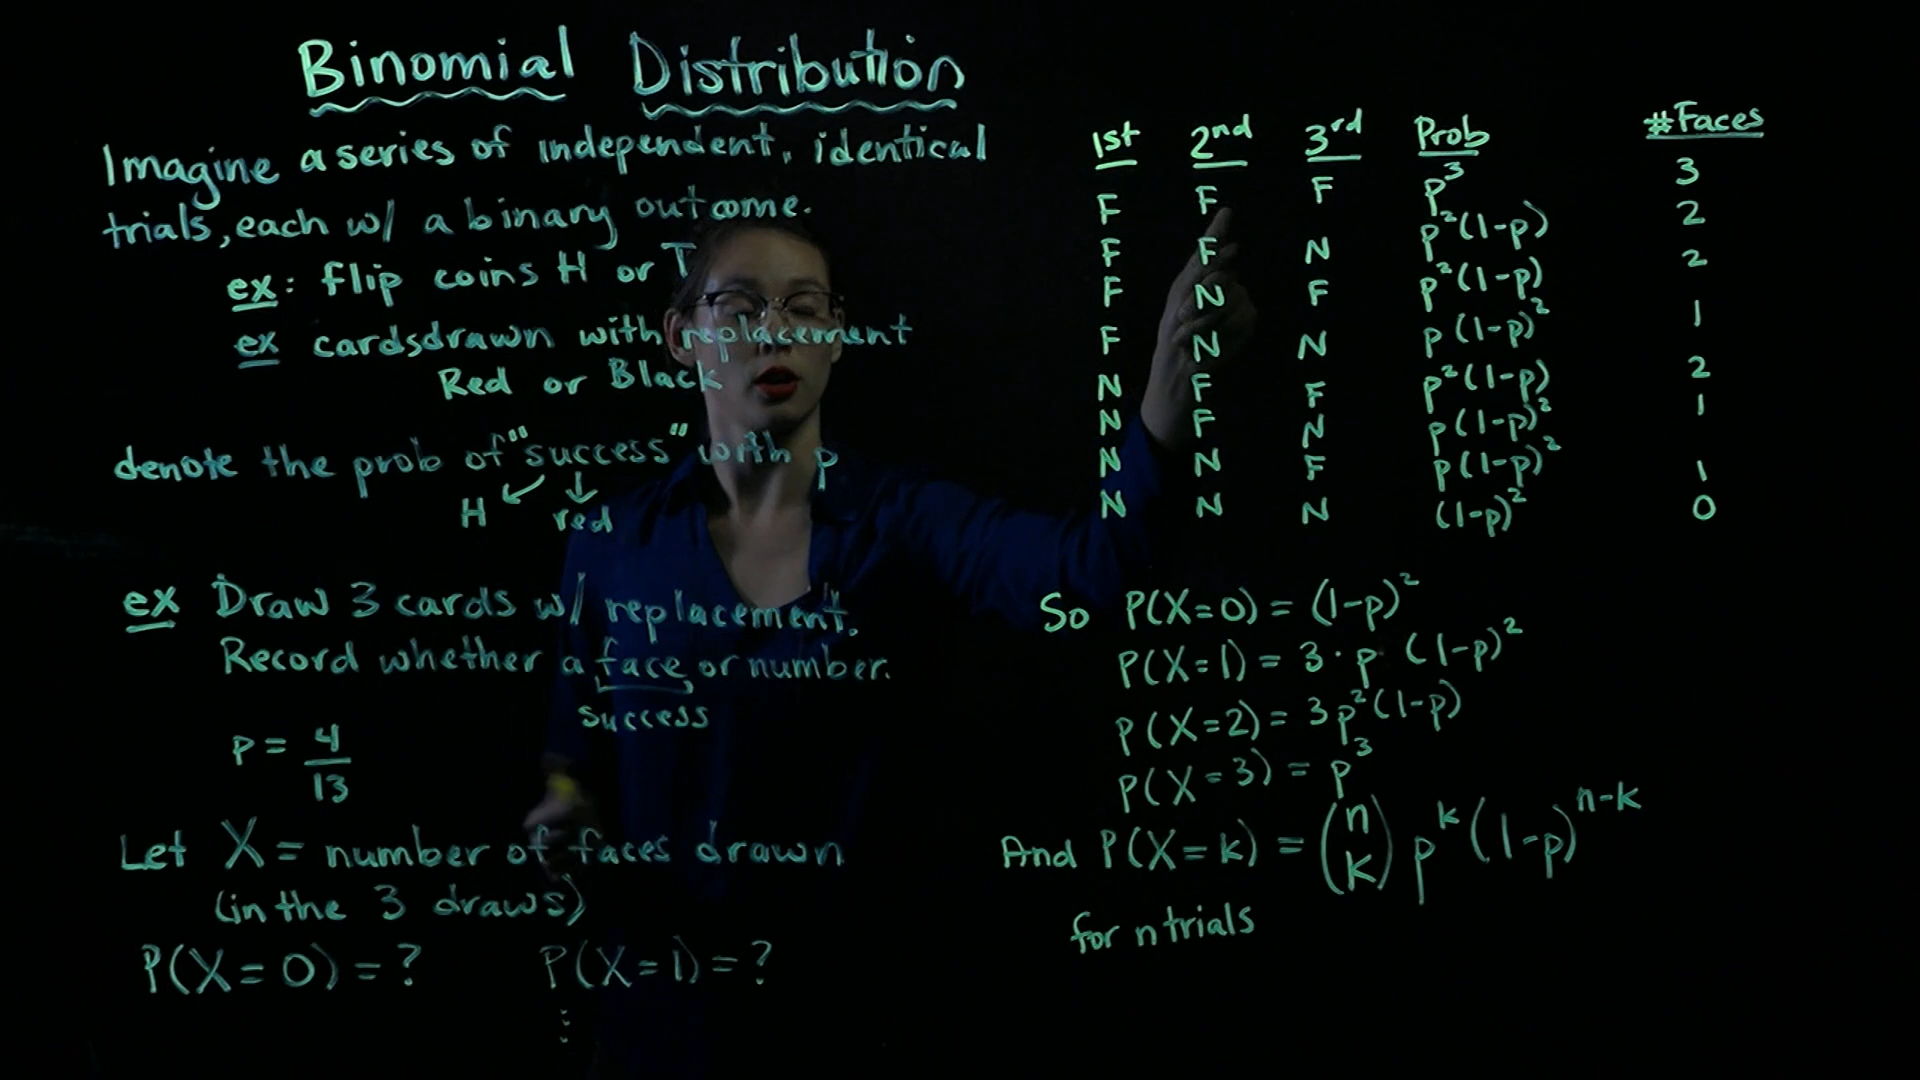 Binomial Distribution
Imagine a series of independent, identical
trials, each w/ a binary outcome.
ex: flip coins H or T
ex cards drawn with replacement
Red or Black
denote the prob of "success" with p
H red
ex Draw 3 cards w/ replacement.
Record whether a face or number.
success
p = 4/13
Let X = number of faces drawn
(in the 3 draws)
P(X=0) = ? P(X=1) = ?
⋮
1st 2nd 3rd Prob #Faces
F F F p³ 3
F F N p²(1-p) 2
F N F p²(1-p) 2
F N N p(1-p)² 1
N F F p²(1-p) 2
N F N p(1-p)² 1
N N F p(1-p)² 1
N N N (1-p)² 0
So P(X=0) = (1-p)²
P(X=1) = 3·p (1-p)²
P(X=2) = 3p²(1-p)
P(X=3) = p³
And P(X=k) = (n k) p^k (1-p)^n-k
for n trials